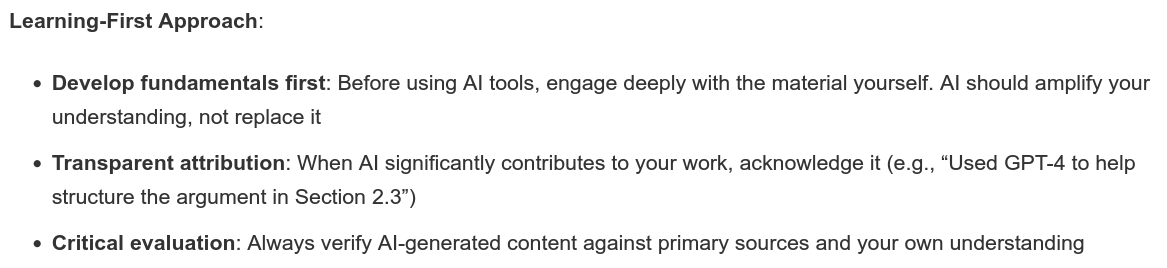 Learning-First Approach:
• Develop fundamentals first: Before using AI tools, engage deeply with the material yourself. AI should amplify your
understanding, not replace it
• Transparent attribution: When AI significantly contributes to your work, acknowledge it (e.g., “Used GPT-4 to help
structure the argument in Section 2.3”)
• Critical evaluation: Always verify AI-generated content against primary sources and your own understanding